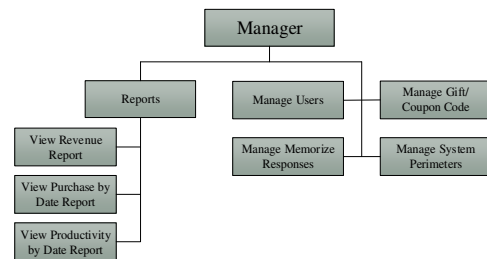 Manager
Reports
Manage Users
Manage Gift/
Coupon Code
View Revenue
Report
Manage Memorize
Responses
Manage System
Perimeters
View Purchase by
Date Report
View Productivity
by Date Report